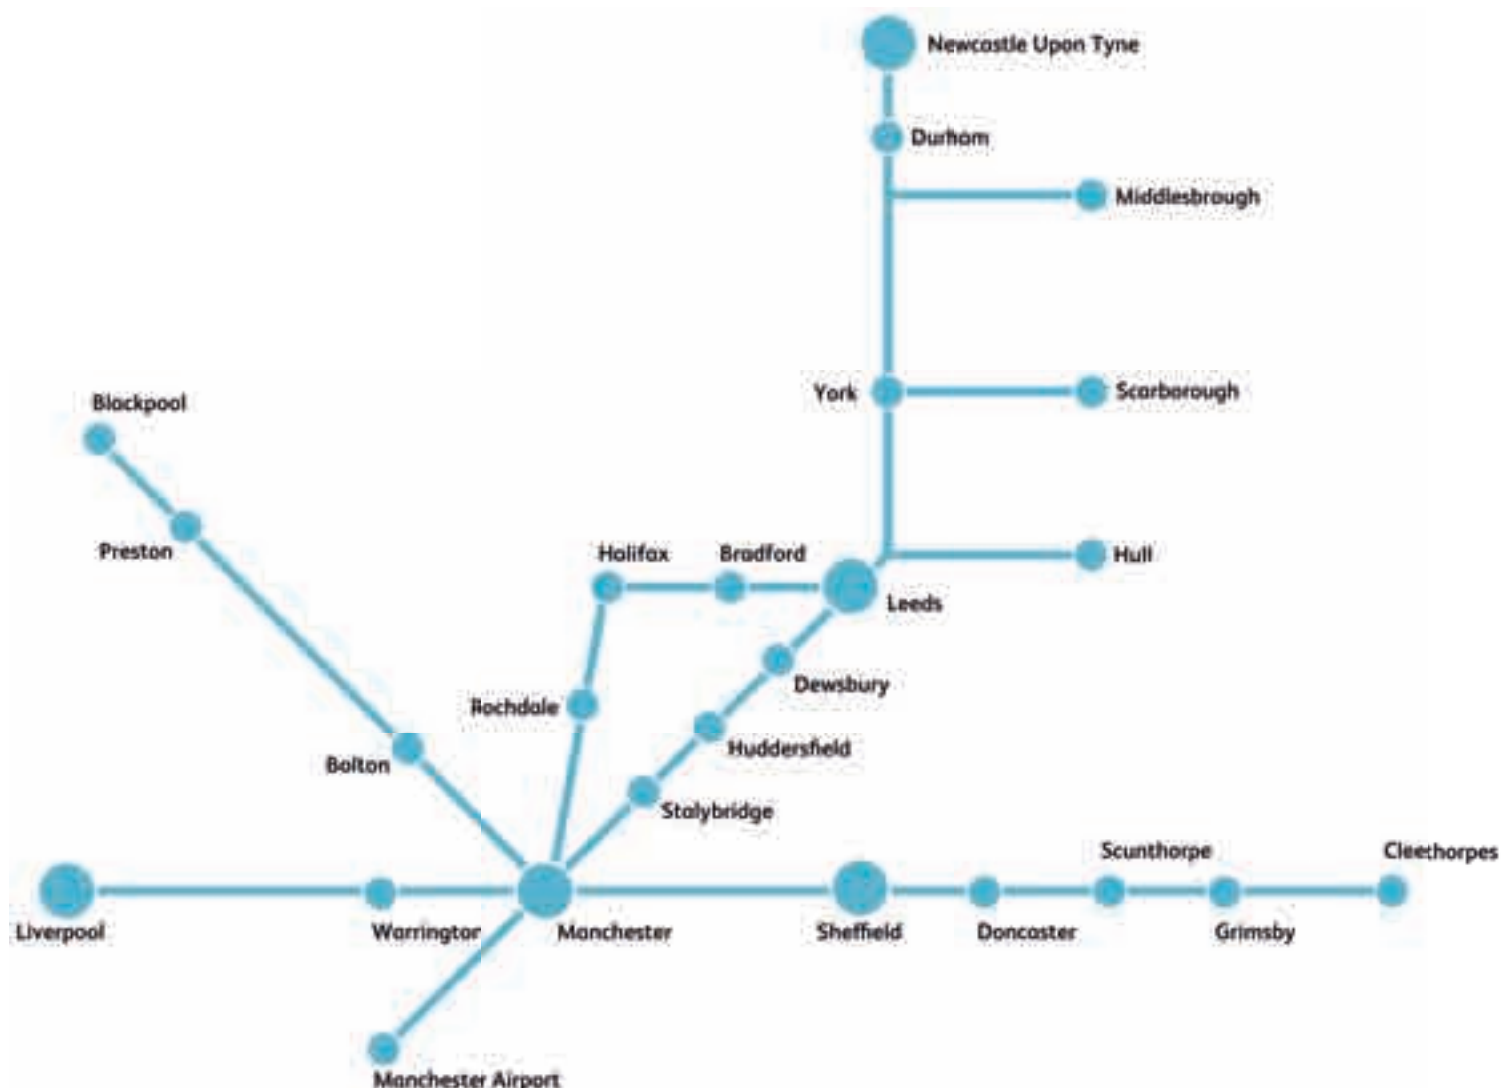 Newcastle Upon Tyne
Durham
Middlesbrough
York
Scarborough
Blackpool
Preston
Halifax
Bradford
Hull
Leeds
Dewsbury
Rochdale
Huddersfield
Bolton
Stalybridge
Scunthorpe
Cleethorpes
Liverpool
Warrington
Manchester
Sheffield
Doncaster
Grimsby
Manchester Airport